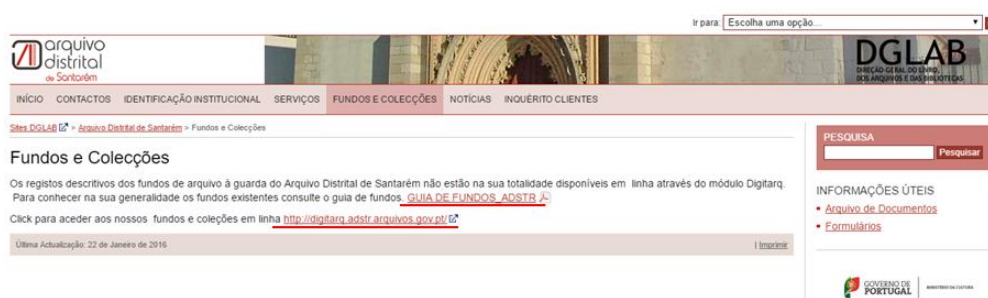 Ir para: Escolha uma opção...
arquivo
distrital
de Santarém
DGLAB
DIREÇÃO-GERAL DO LIVRO,
DOS ARQUIVOS E DAS BIBLIOTECAS
INÍCIO CONTACTOS IDENTIFICAÇÃO INSTITUCIONAL SERVIÇOS FUNDOS E COLECÇÕES NOTÍCIAS INQUÉRITO CLIENTES
Sites DGLAB > Arquivo Distrital de Santarém > Fundos e Colecções
Fundos e Colecções
Os registos descritivos dos fundos de arquivo à guarda do Arquivo Distrital de Santarém não estão na sua totalidade disponíveis em linha através do módulo Digitarq.
Para conhecer na sua generalidade os fundos existentes consulte o guia de fundos. GUIA DE FUNDOS_ADSTR
Click para aceder aos nossos fundos e coleções em linha http://digitarq.adstr.arquivos.gov.pt/
Última Actualização: 22 de Janeiro de 2016 | Imprimir
PESQUISA
Pesquisar
INFORMAÇÕES ÚTEIS
Arquivo de Documentos
Formulários
GOVERNO DE
PORTUGAL
MINISTÉRIO DA CULTURA